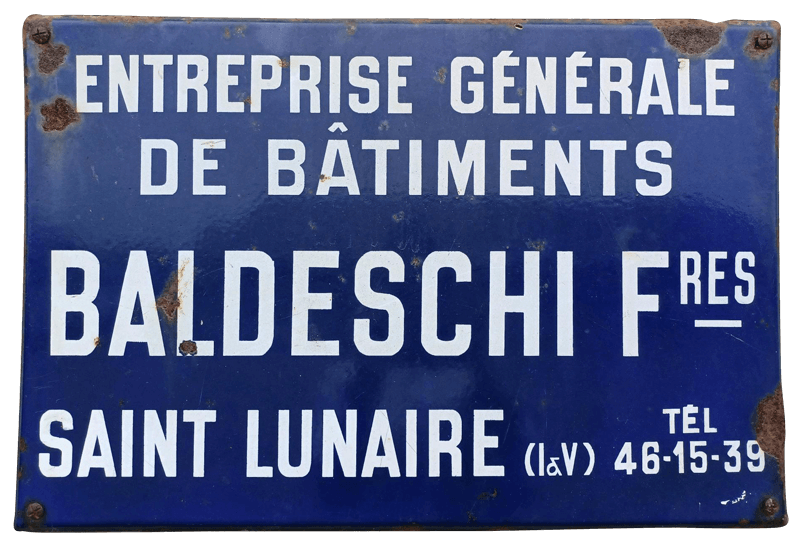 ENTREPRISE GÉNÉRALE
DE BÂTIMENTS
BALDESCHI FRES
SAINT LUNAIRE (I&V) TÉL 46-15-39